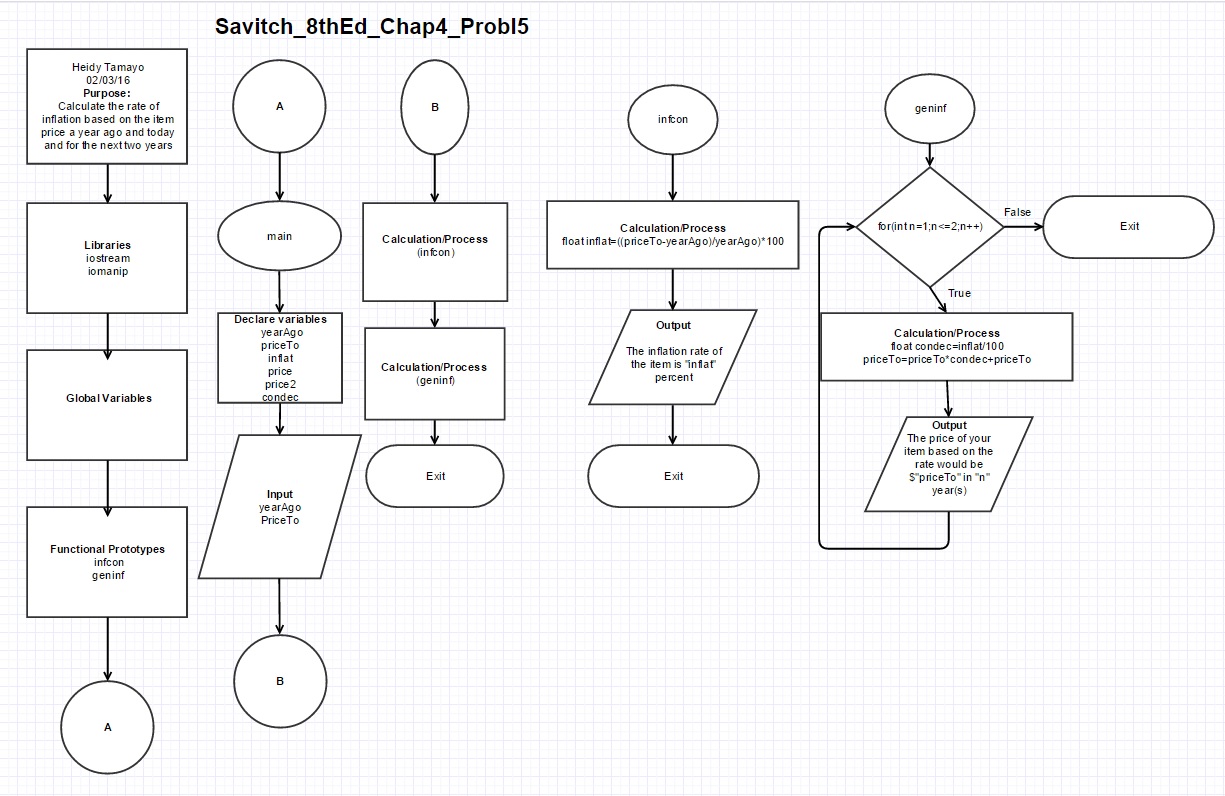 Savitch_8thEd_Chap4_Probl5
Heidy Tamayo
02/03/16
Purpose:
Calculate the rate of
inflation based on the item
price a year ago and today
and for the next two years
Libraries
iostream
iomanip
Global Variables
Functional Prototypes
infcon
geninf
A
A
main
Declare variables
yearAgo
priceTo
inflat
price
price2
condec
Input
yearAgo
PriceTo
B
B
Calculation/Process
(infcon)
Calculation/Process
(geninf)
Exit
infcon
Calculation/Process
float inflat=((priceTo-yearAgo)/yearAgo)*100
Output
The inflation rate of
the item is "inflat"
percent
Exit
geninf
for(int n=1;n<=2;n++)
False
Exit
True
Calculation/Process
float condec=inflat/100
priceTo=priceTo*condec+priceTo
Output
The price of your
item based on the
rate would be
$"priceTo" in "n"
year(s)